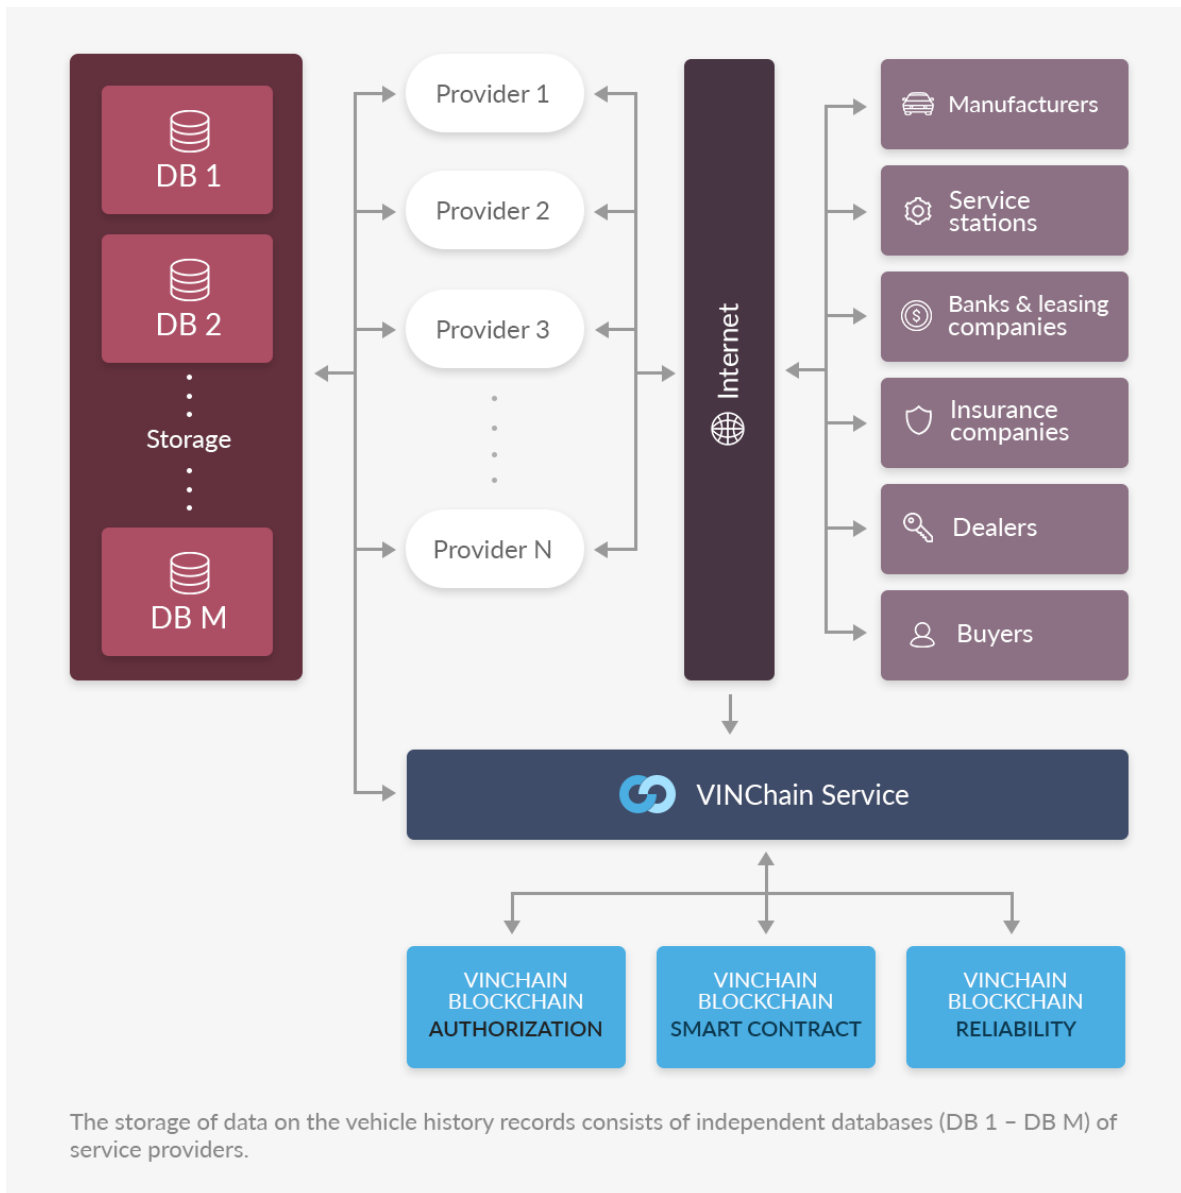 DB 1
DB 2
Storage
DB M
Provider 1
Provider 2
Provider 3
Provider N
Internet
Manufacturers
Service
stations
Banks & leasing
companies
Insurance
companies
Dealers
Buyers
VINChain Service
VINCHAIN
BLOCKCHAIN
AUTHORIZATION
VINCHAIN
BLOCKCHAIN
SMART CONTRACT
VINCHAIN
BLOCKCHAIN
RELIABILITY
The storage of data on the vehicle history records consists of independent databases (DB 1 – DB M) of
service providers.